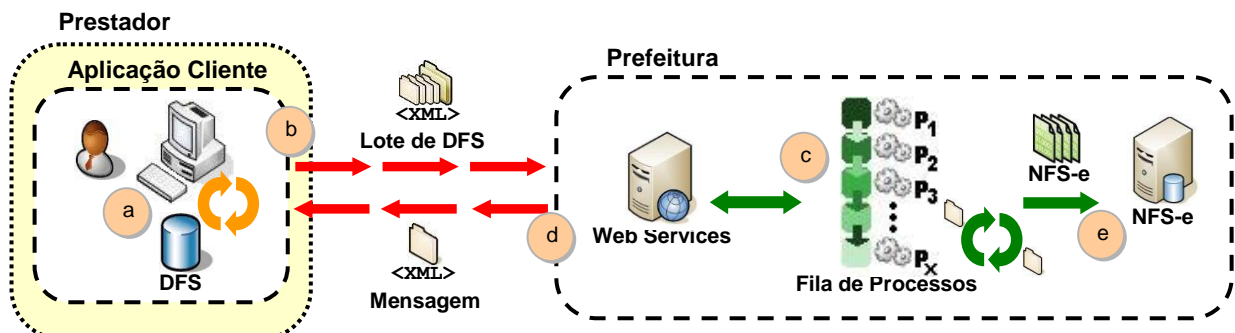 Prestador
Aplicação Cliente
a
DFS
b
<XML>
Lote de DFS
<XML>
Mensagem
Prefeitura
d
Web Services
c
P1
P2
P3
Px
Fila de Processos
NFS-e
e
NFS-e